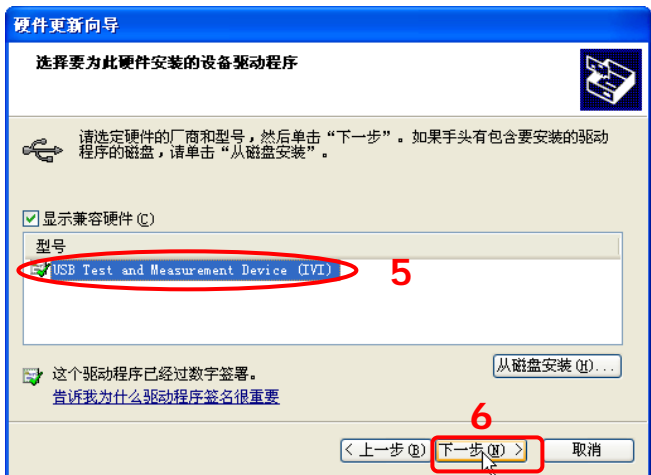 硬件更新向导
选择要为此硬件安装的设备驱动程序
请选定硬件的厂商和型号，然后单击“下一步”。如果手头有包含要安装的驱动
程序的磁盘，请单击“从磁盘安装”。
显示兼容硬件(C)
型号
USB Test and Measurement Device (IVI)
5
这个驱动程序已经过数字签署。
从磁盘安装(H)...
告诉我为什么驱动程序签名很重要
6
< 上一步(B)
下一步(N) >
取消